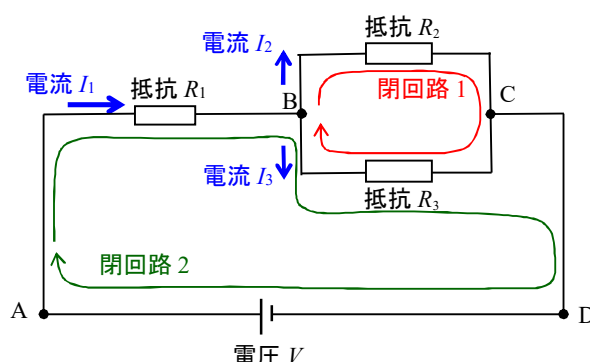 電流 I2
抵抗 R2
電流 I1
抵抗 R1
B
閉回路 1
C
電流 I3
抵抗 R3
閉回路 2
A
D
電圧 V